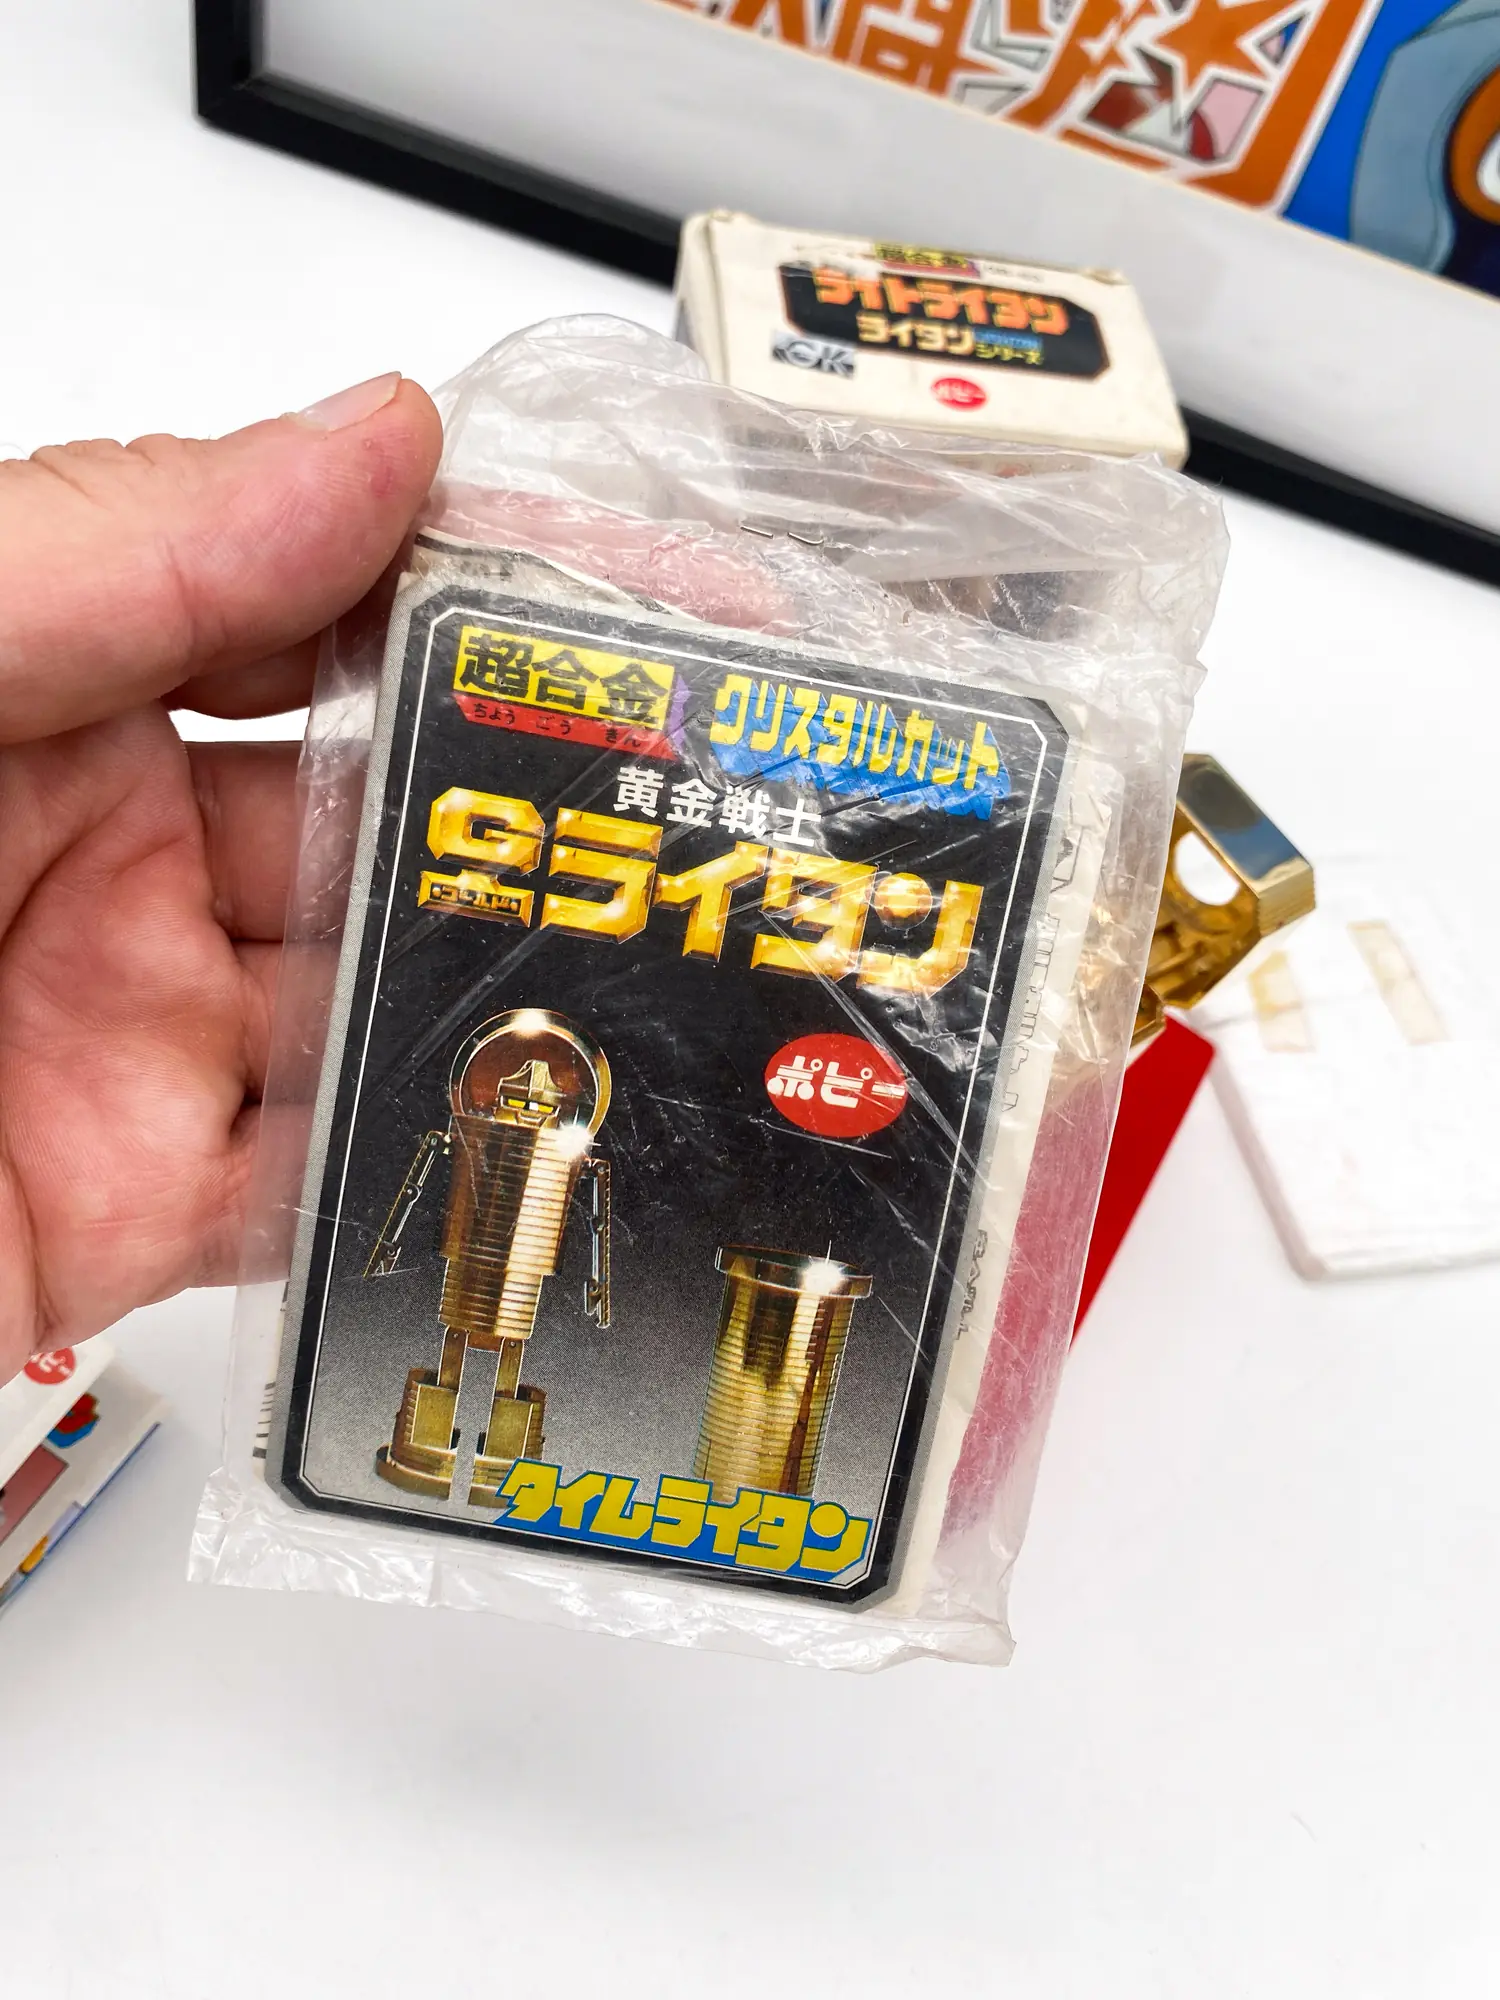 超合金
ライトライタン
ライタン
シリーズ
GK
ポピー
超合金
ちょうごうきん
クリスタルカット
黄金戦士
Gライタン
ゴールド
ポピー
タイムライタン